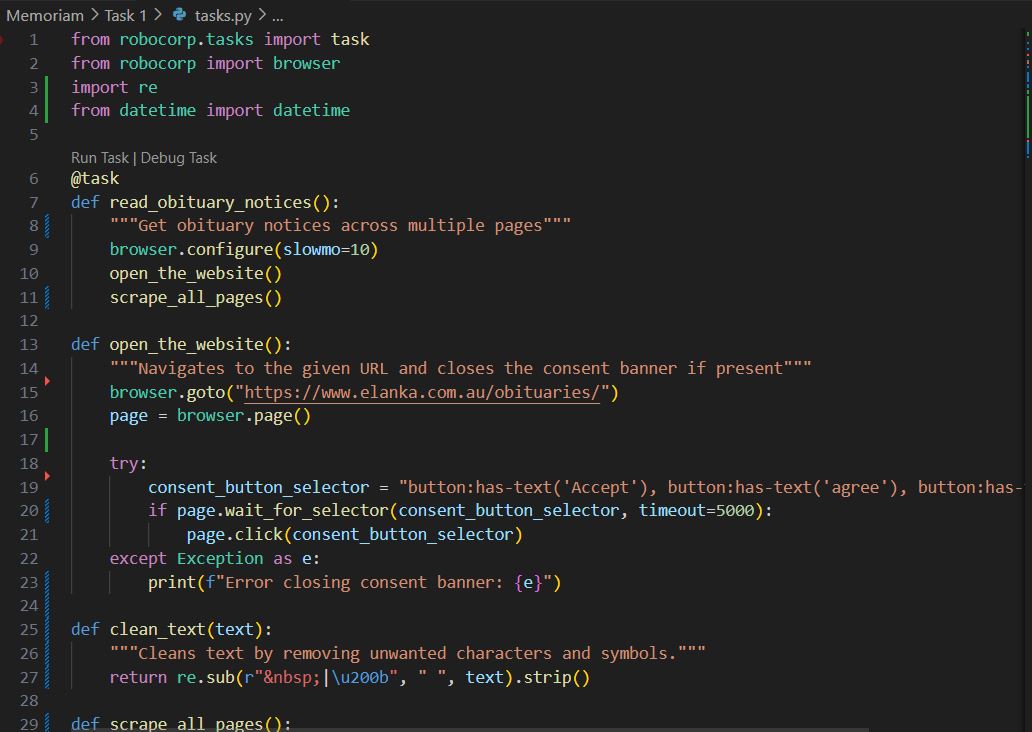 Memoriam > Task 1 > tasks.py > ...
1 from robocorp.tasks import task
2 from robocorp import browser
3 import re
4 from datetime import datetime
5
Run Task | Debug Task
6 @task
7 def read_obituary_notices():
8     """Get obituary notices across multiple pages"""
9     browser.configure(slowmo=10)
10     open_the_website()
11     scrape_all_pages()
12
13 def open_the_website():
14     """Navigates to the given URL and closes the consent banner if present"""
15     browser.goto("https://www.elanka.com.au/obituaries/")
16     page = browser.page()
17
18     try:
19         consent_button_selector = "button:has-text('Accept'), button:has-text('agree'), button:has-
20         if page.wait_for_selector(consent_button_selector, timeout=5000):
21             page.click(consent_button_selector)
22     except Exception as e:
23         print(f"Error closing consent banner: {e}")
24
25 def clean_text(text):
26     """Cleans text by removing unwanted characters and symbols."""
27     return re.sub(r"&nbsp;|\u200b", " ", text).strip()
28
29 def scrape_all_pages():